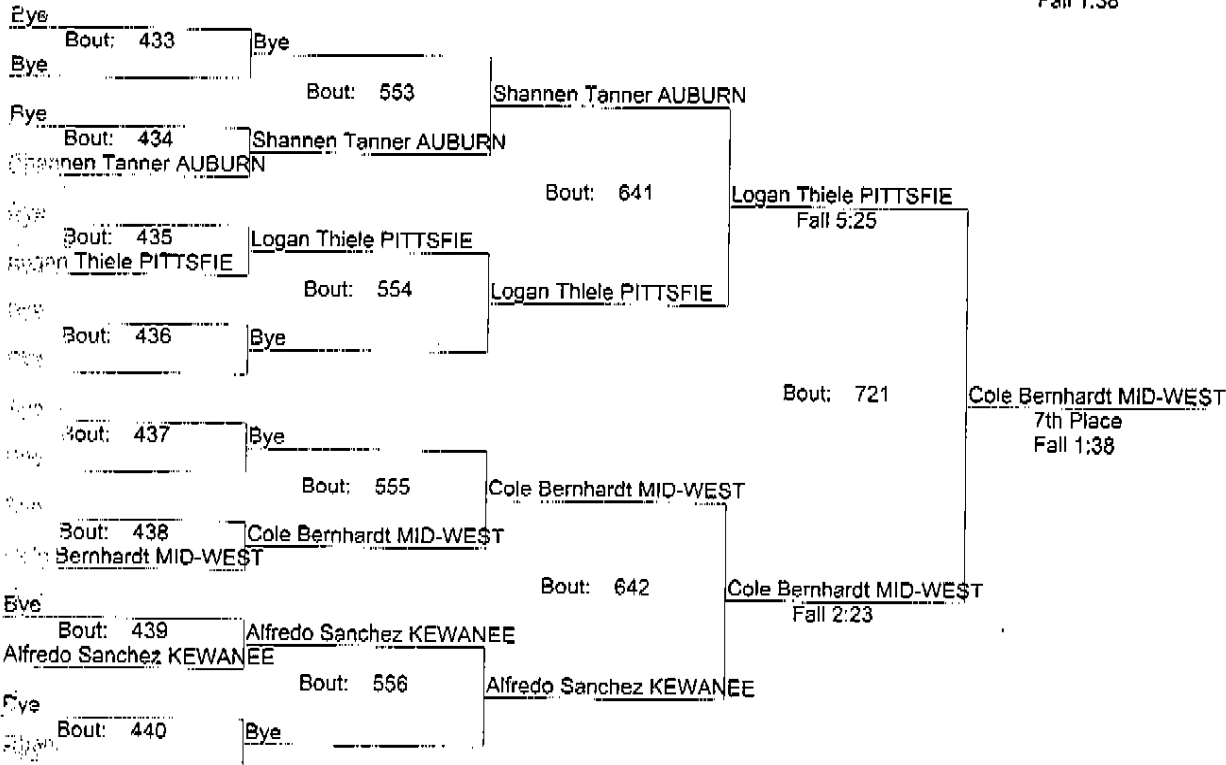 Fall 1:38
Bye
Bout: 433
Bye
Bye
Bout: 553
Shannen Tanner AUBURN
Bye
Bout: 434
Shannen Tanner AUBURN
Tanner AUBURN
Bout: 641
Logan Thiele PITTSFIE
Fall 5:25
Bout: 435
Logan Thiele PITTSFIE
Thiele PITTSFIE
Bout: 554
Logan Thiele PITTSFIE
Bout: 436
Bye
Bout: 721
Cole Bernhardt MID-WEST
7th Place
Fall 1:38
Bout: 437
Bye
Bout: 555
Cole Bernhardt MID-WEST
Bout: 438
Cole Bernhardt MID-WEST
Bernhardt MID-WEST
Bout: 642
Cole Bernhardt MID-WEST
Fall 2:23
Bye
Bout: 439
Alfredo Sanchez KEWANEE
Alfredo Sanchez KEWANEE
Bout: 556
Alfredo Sanchez KEWANEE
Bye
Bout: 440
Bye